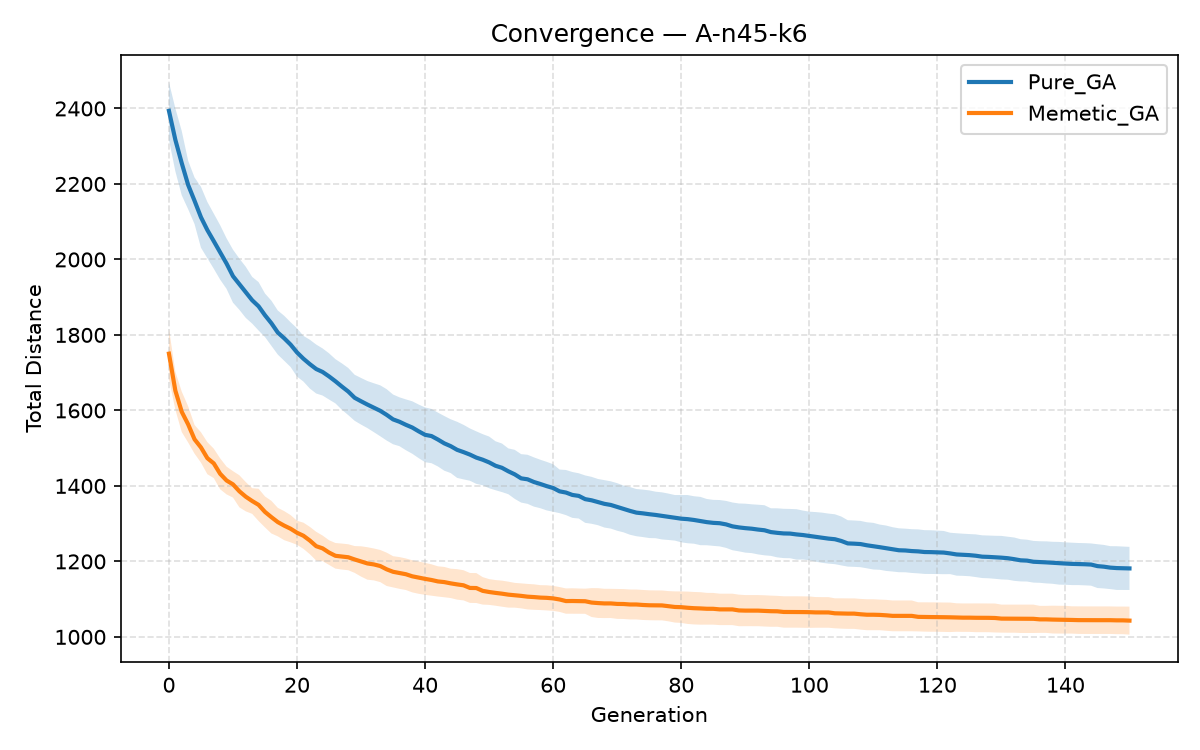 Convergence — A-n45-k6
Pure_GA
Memetic_GA
Total Distance
2400
2200
2000
1800
1600
1400
1200
1000
0 20 40 60 80 100 120 140
Generation